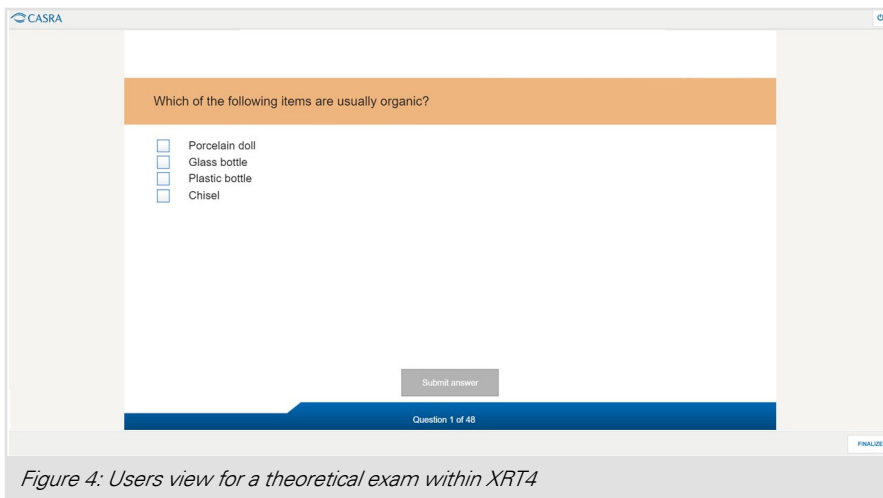 CASRA
Which of the following items are usually organic?
Porcelain doll
Glass bottle
Plastic bottle
Chisel
Submit answer
Question 1 of 48
FINALIZE
Figure 4: Users view for a theoretical exam within XRT4